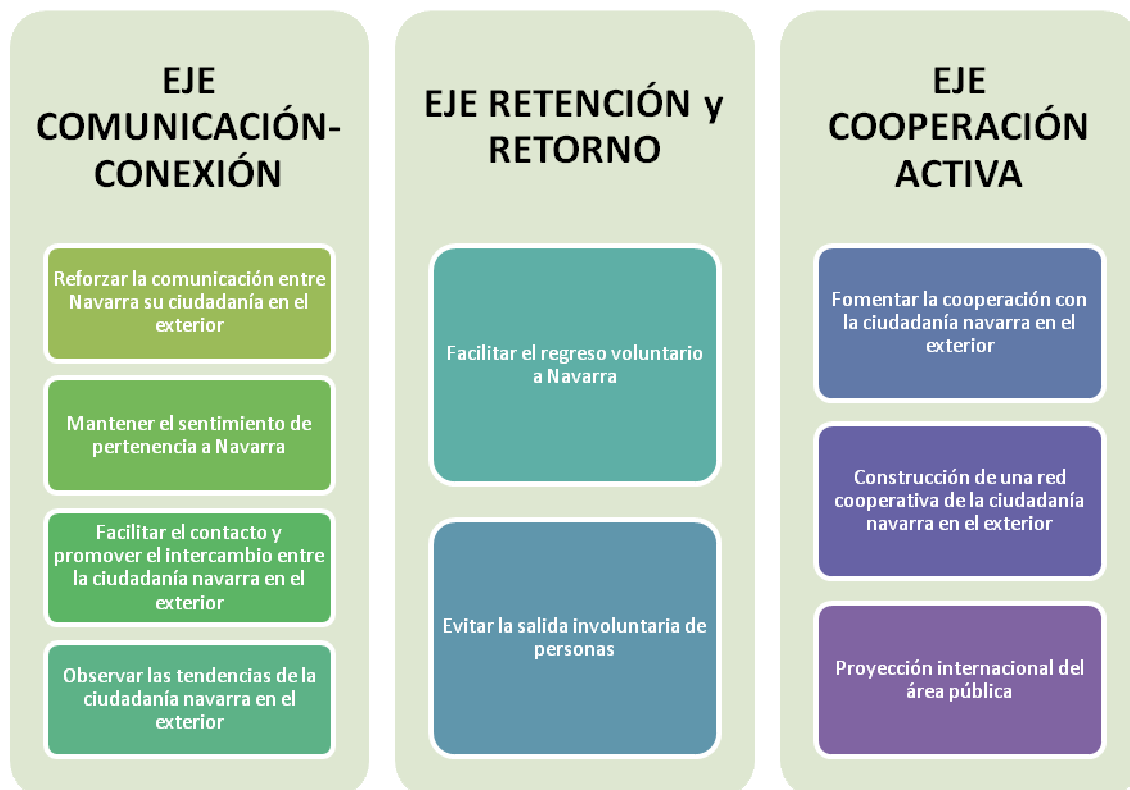 EJE
COMUNICACIÓN-
CONEXIÓN
Reforzar la comunicación entre
Navarra su ciudadanía en el
exterior
Mantener el sentimiento de
pertenencia a Navarra
Facilitar el contacto y
promover el intercambio entre
la ciudadanía navarra en el
exterior
Observar las tendencias de la
ciudadanía navarra en el
exterior
EJE RETENCIÓN y
RETORNO
Facilitar el regreso voluntario
a Navarra
Evitar la salida involuntaria de
personas
EJE
COOPERACIÓN
ACTIVA
Fomentar la cooperación con
la ciudadanía navarra en el
exterior
Construcción de una red
cooperativa de la ciudadanía
navarra en el exterior
Proyección internacional del
área pública